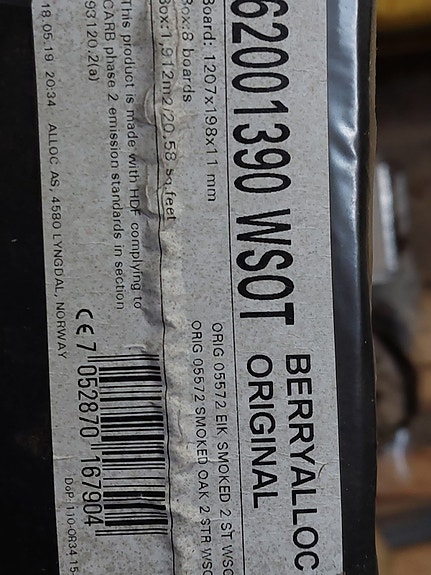 BERRYALLOC
ORIGINAL
62001390 WSOT
ORIG 05572 EIK SMOKED 2 ST WSO
ORIG 05572 SMOKED OAK 2 STR WSO
Board: 1207x198x11 mm
Box:8 boards
Box:1,912m2/20,58 sq feet
This product is made with HDF complying to
CARB phase 2 emission standards in section
93120.2(a)
CE 7 052870 167904
18.05.19, 20:34 ALLOC AS, 4580 LYNGDAL, NORWAY
DoP: 110-OR34-15